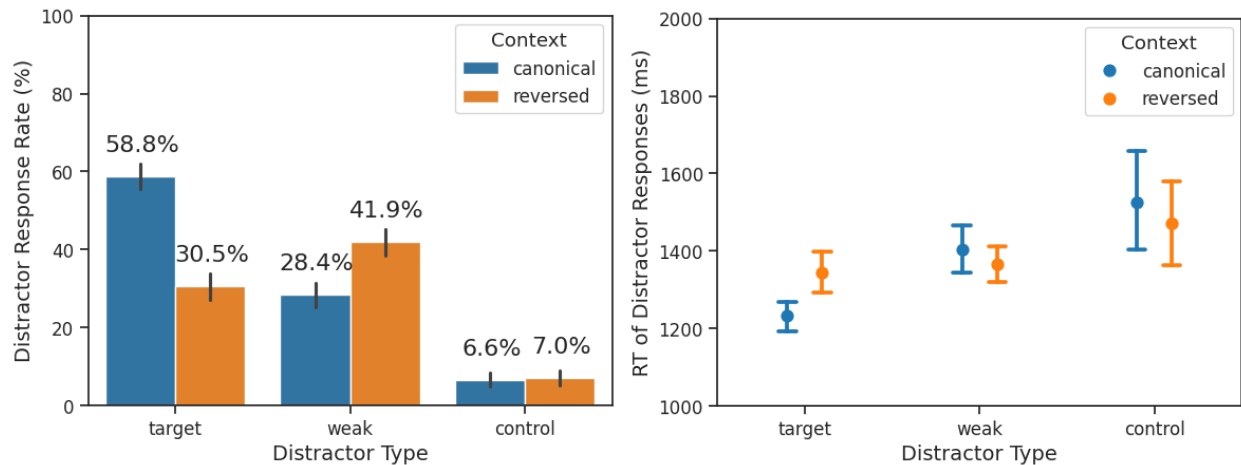 Distractor Response Rate (%)
100
80
60
40
20
0
Context
canonical
reversed
58.8%
30.5%
28.4%
41.9%
6.6%
7.0%
target weak control
Distractor Type
RT of Distractor Responses (ms)
2000
1800
1600
1400
1200
1000
Context
canonical
reversed
target weak control
Distractor Type